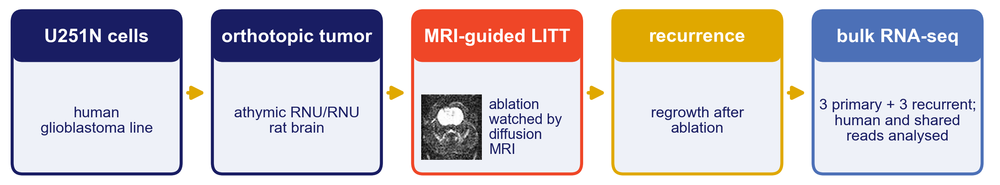 U251N cells
human
glioblastoma line
orthotopic tumor
athymic RNU/RNU
rat brain
MRI-guided LITT
ablation
watched by
diffusion
MRI
recurrence
regrowth after
ablation
bulk RNA-seq
3 primary + 3 recurrent;
human and shared
reads analysed